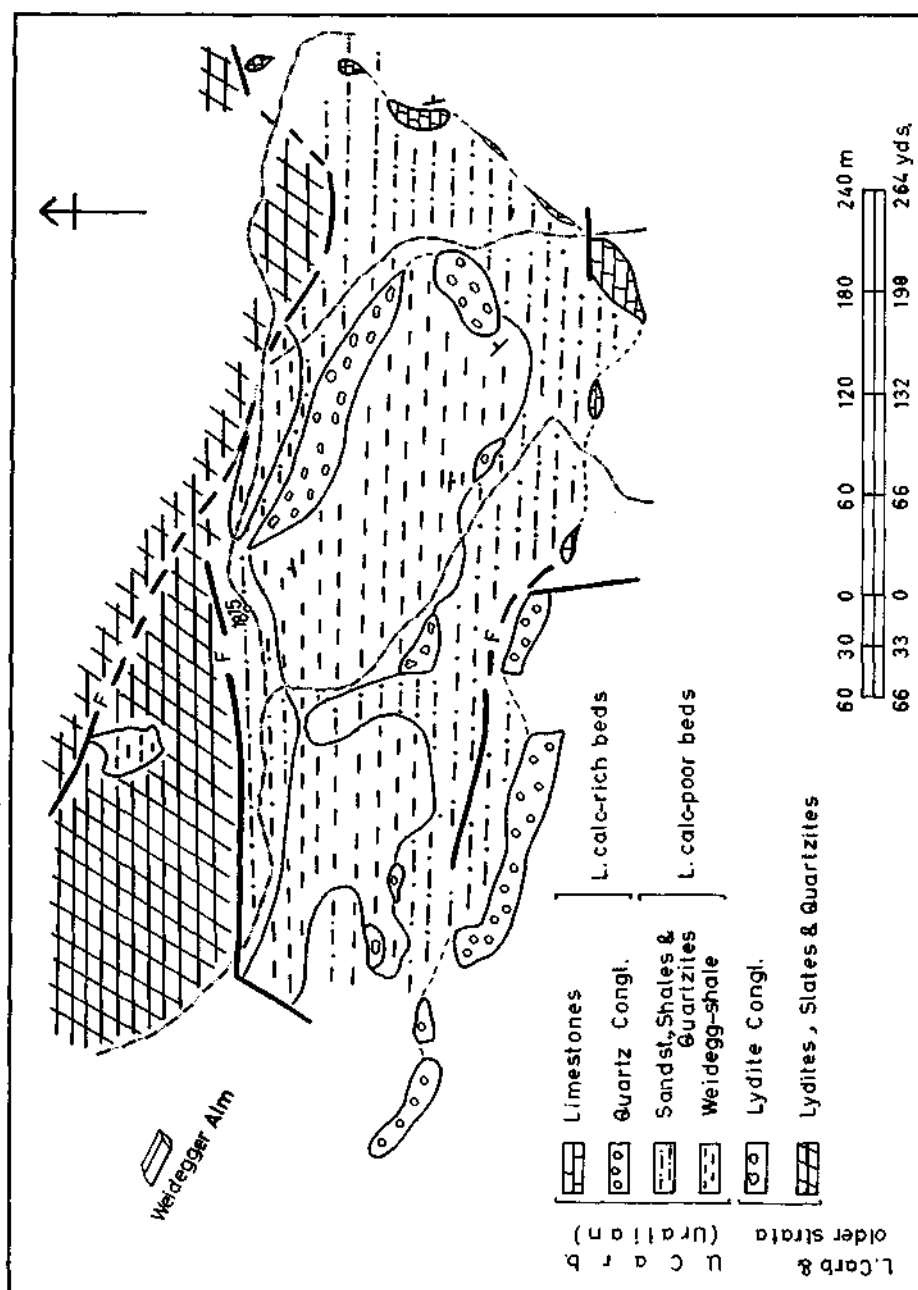 Weidegger Alm
F
F
1875
F
U. Carb.
(Uralian)
L. Carb &
older strata
Limestones
Quartz Congl.
Sandst., Shales &
Quartzites
Weidegg-shale
Lydite Congl.
Lydites, Slates & Quartzites
L. calc-rich beds
L. calc-poor beds
60 30 0 60 120 180 240 m
66 33 0 66 132 198 264 yds.